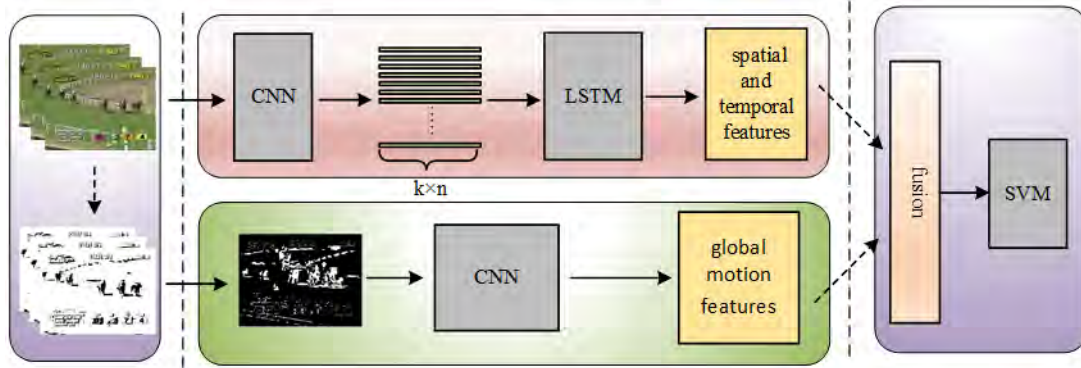 CNN
LSTM
spatial
and
temporal
features
k×n
CNN
global
motion
features
fusion
SVM